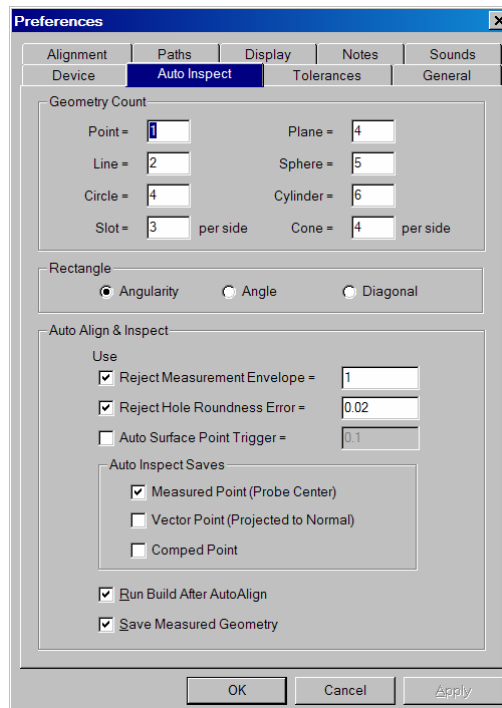 Preferences
Alignment Paths Display Notes Sounds
Device Auto Inspect Tolerances General
Geometry Count
Point = 1 Plane = 4
Line = 2 Sphere = 5
Circle = 4 Cylinder = 6
Slot = 3 per side Cone = 4 per side
Rectangle
Angularity Angle Diagonal
Auto Align & Inspect
Use
Reject Measurement Envelope = 1
Reject Hole Roundness Error = 0.02
Auto Surface Point Trigger = 0.1
Auto Inspect Saves
Measured Point (Probe Center)
Vector Point (Projected to Normal)
Comped Point
Run Build After AutoAlign
Save Measured Geometry
OK Cancel Apply